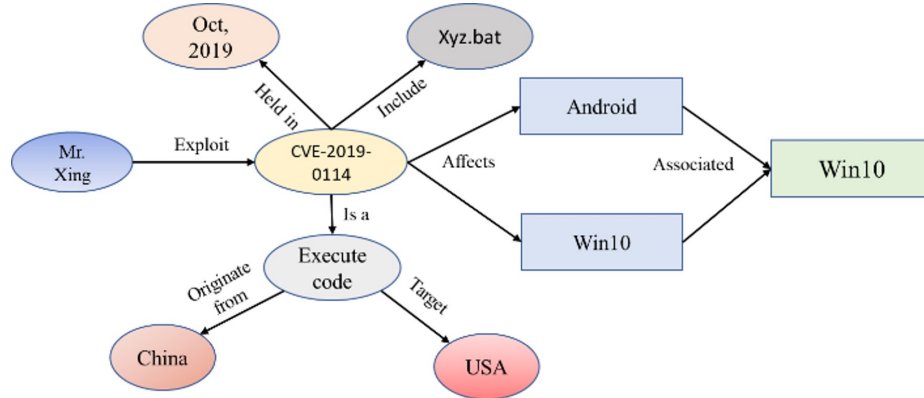 Oct,
2019
Xyz.bat
Held in
Include
Android
Mr.
Xing
Exploit
CVE-2019-
0114
Affects
Associated
Win10
Is a
Win10
Execute
code
Originate
from
Target
China
USA